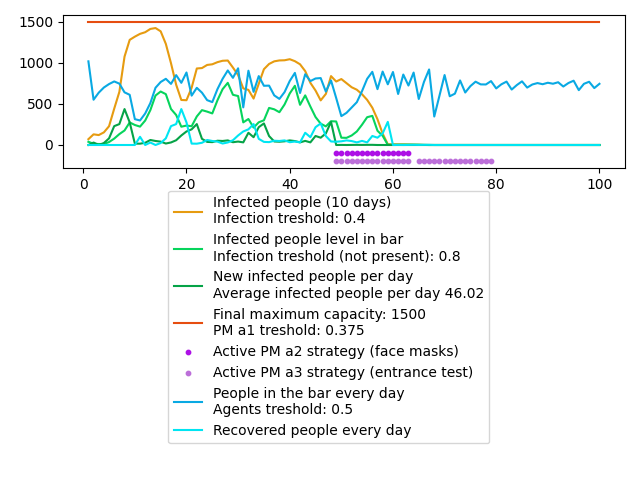 1500
1000
500
0
0
20
40
60
80
100
Infected people (10 days)
Infection treshold: 0.4
Infected people level in bar
Infection treshold (not present): 0.8
New infected people per day
Average infected people per day 46.02
Final maximum capacity: 1500
PM a1 treshold: 0.375
Active PM a2 strategy (face masks)
Active PM a3 strategy (entrance test)
People in the bar every day
Agents treshold: 0.5
Recovered people every day